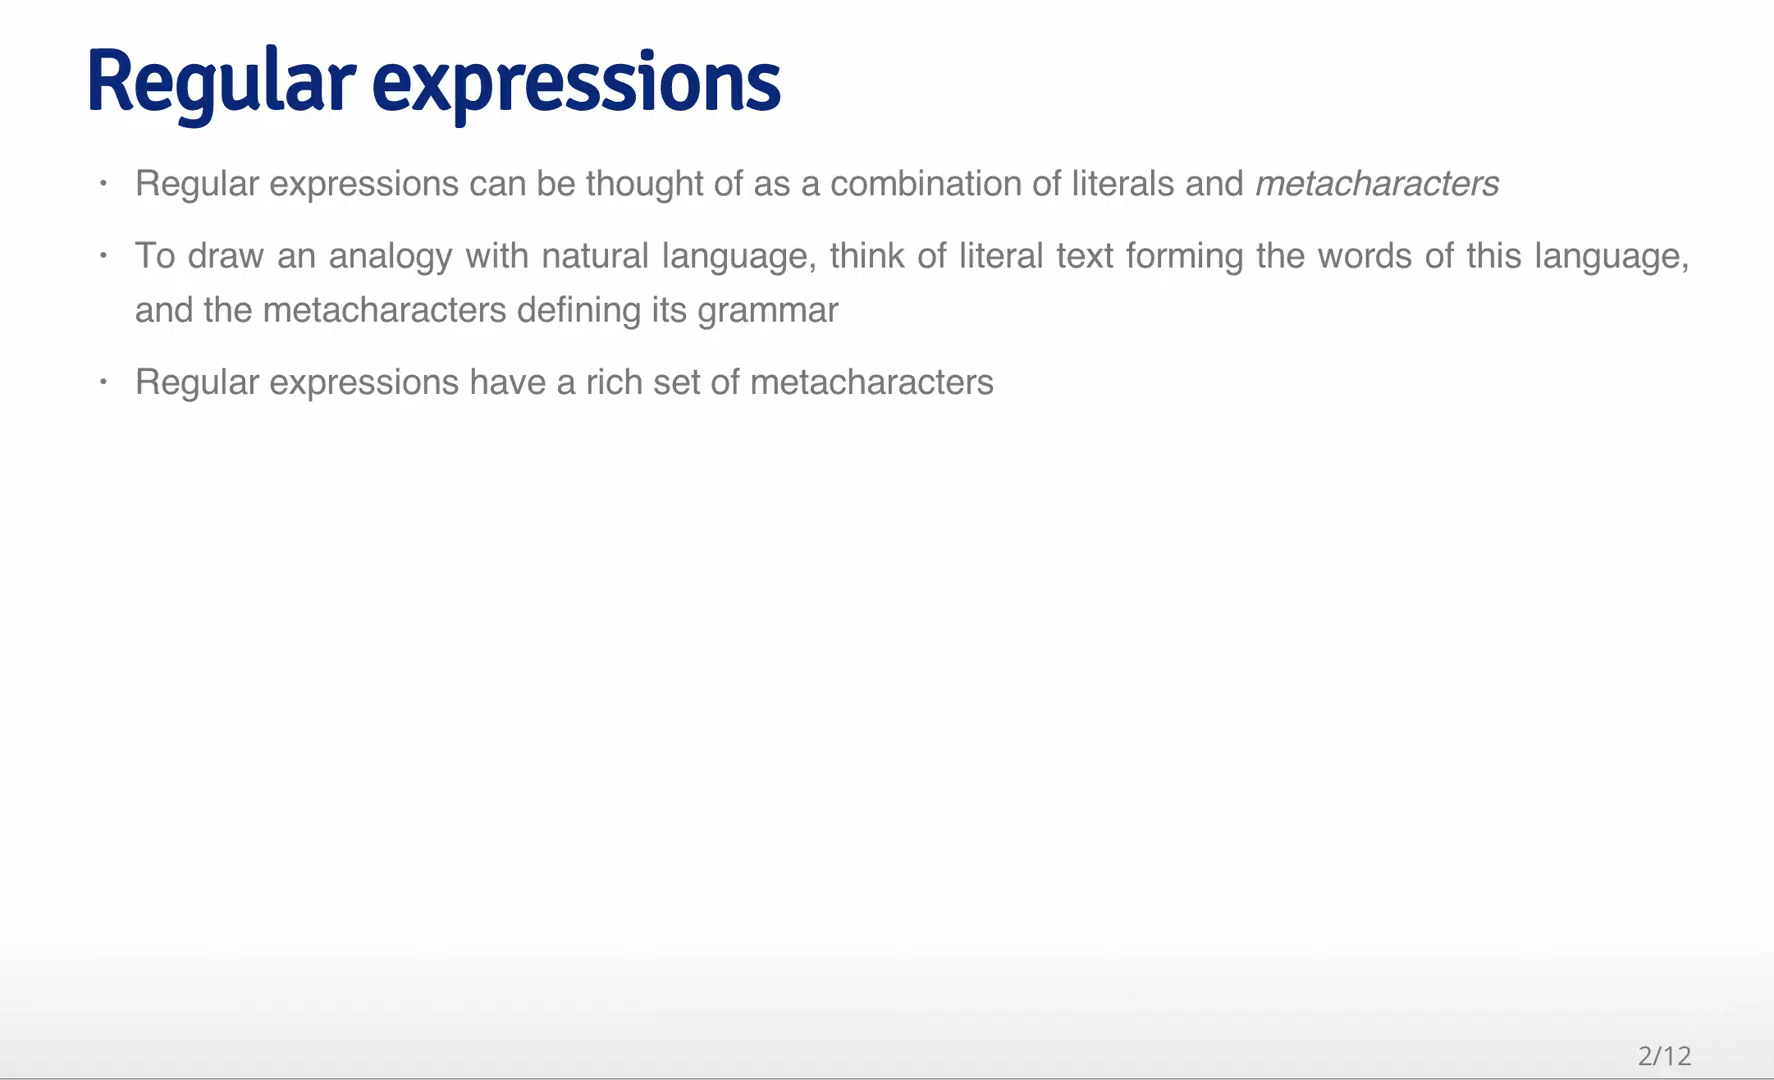 Regular expressions
· Regular expressions can be thought of as a combination of literals and metacharacters
· To draw an analogy with natural language, think of literal text forming the words of this language,
and the metacharacters defining its grammar
· Regular expressions have a rich set of metacharacters
2/12